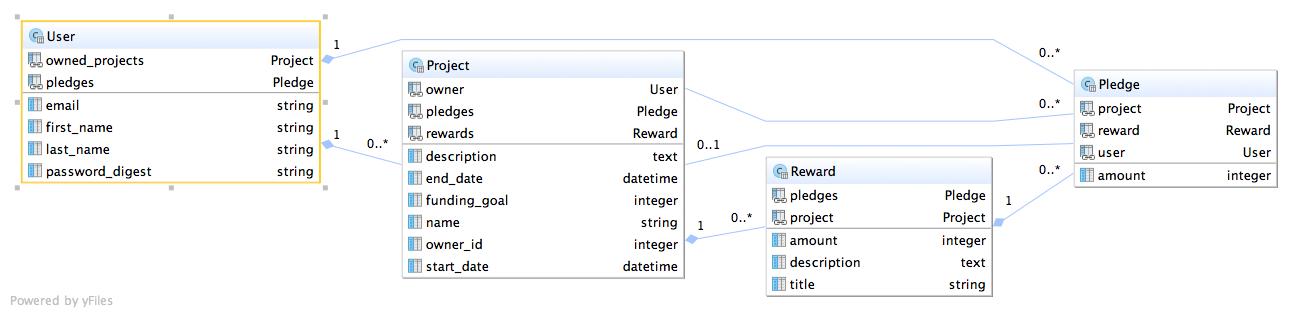 User
owned_projects Project
pledges Pledge
email string
first_name string
last_name string
password_digest string
1
1
0..*
Project
owner User
pledges Pledge
rewards Reward
description text
end_date datetime
funding_goal integer
name string
owner_id integer
start_date datetime
0..1
1
0..*
Reward
pledges Pledge
project Project
amount integer
description text
title string
1
0..*
0..*
0..*
Pledge
project Project
reward Reward
user User
amount integer
Powered by yFiles